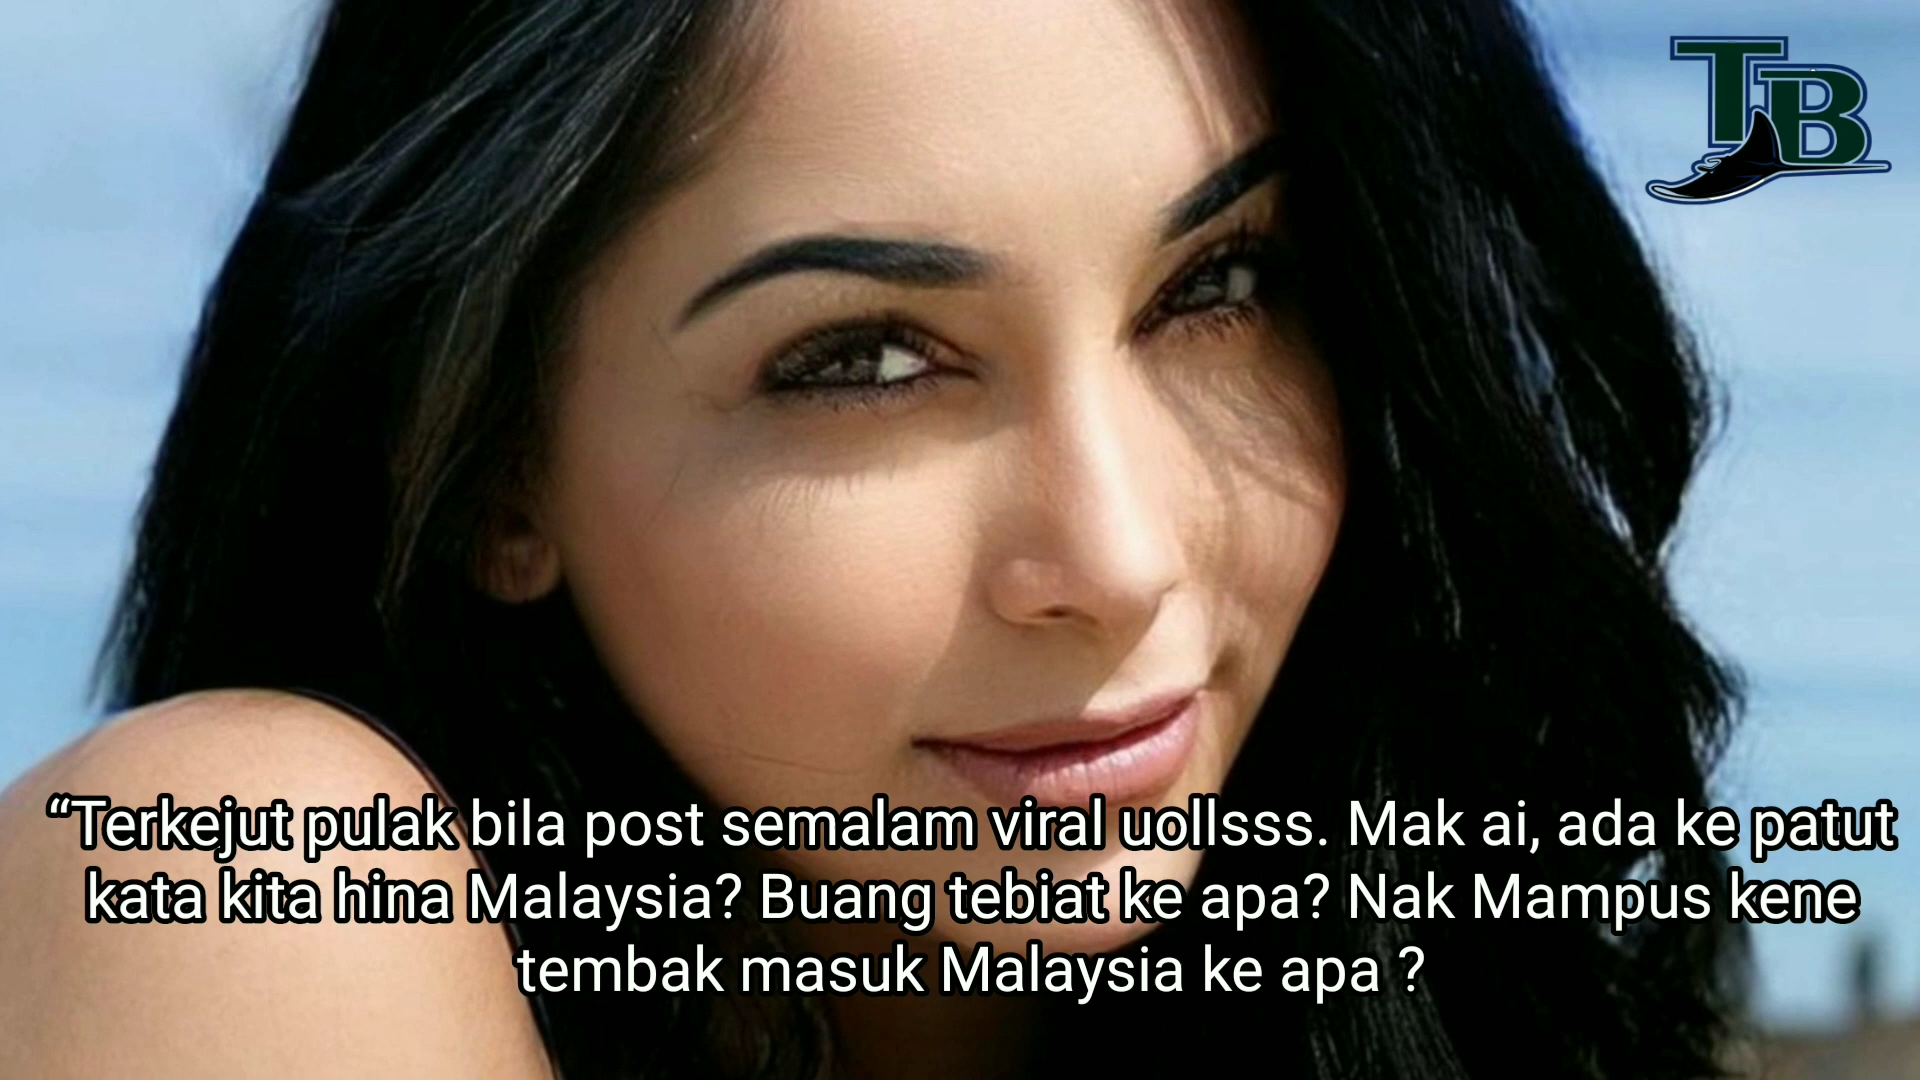 TB
“Terkejut pulak bila post semalam viral uollsss. Mak ai, ada ke patut
kata kita hina Malaysia? Buang tebiat ke apa? Nak Mampus kene
tembak masuk Malaysia ke apa ?